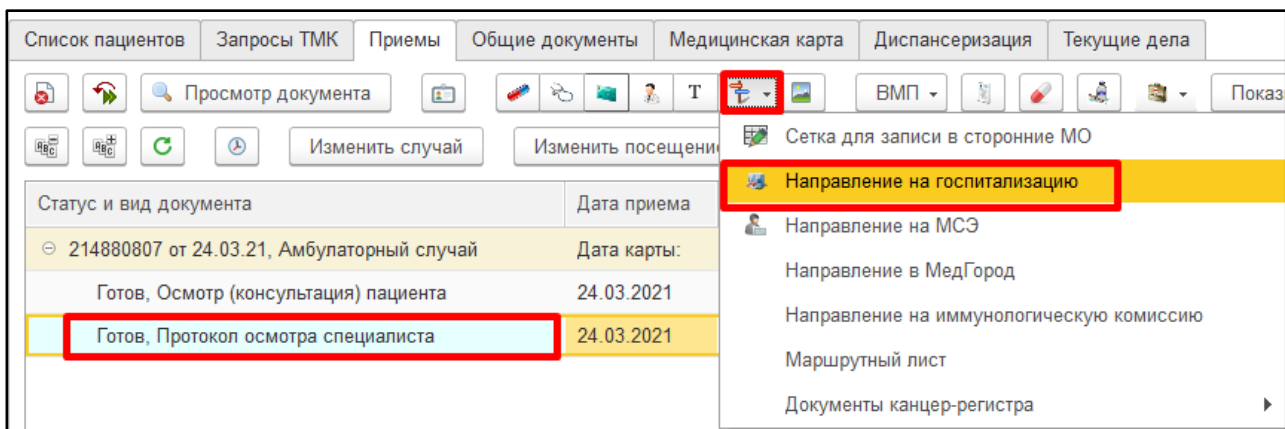 Список пациентов Запросы ТМК Приемы Общие документы Медицинская карта Диспансеризация Текущие дела
Просмотр документа T ВМП Показ
Изменить случай Изменить посещение
Сетка для записи в сторонние МО
Направление на госпитализацию
Статус и вид документа Дата приема
Направление на МСЭ
214880807 от 24.03.21, Амбулаторный случай Дата карты:
Направление в МедГород
Готов, Осмотр (консультация) пациента 24.03.2021
Направление на иммунологическую комиссию
Готов, Протокол осмотра специалиста 24.03.2021
Маршрутный лист
Документы канцер-регистра